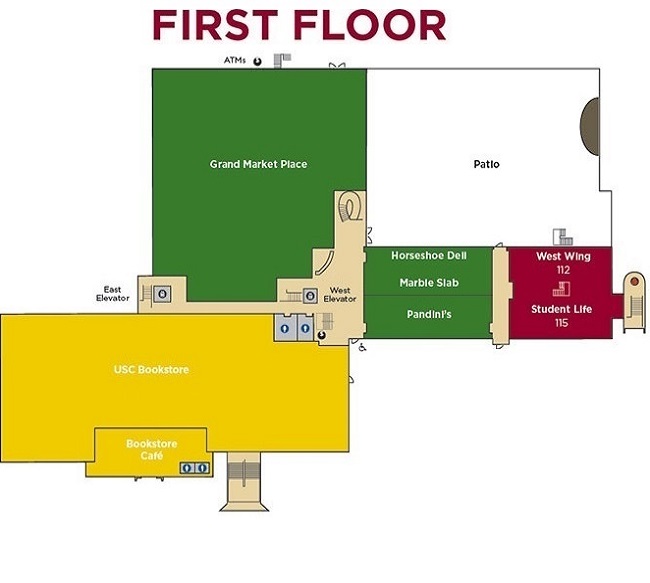 FIRST FLOOR
ATMs
Grand Market Place
Patio
Horseshoe Deli
West Wing
112
Marble Slab
East
Elevator
West
Elevator
Pandini's
Student Life
115
USC Bookstore
Bookstore
Café